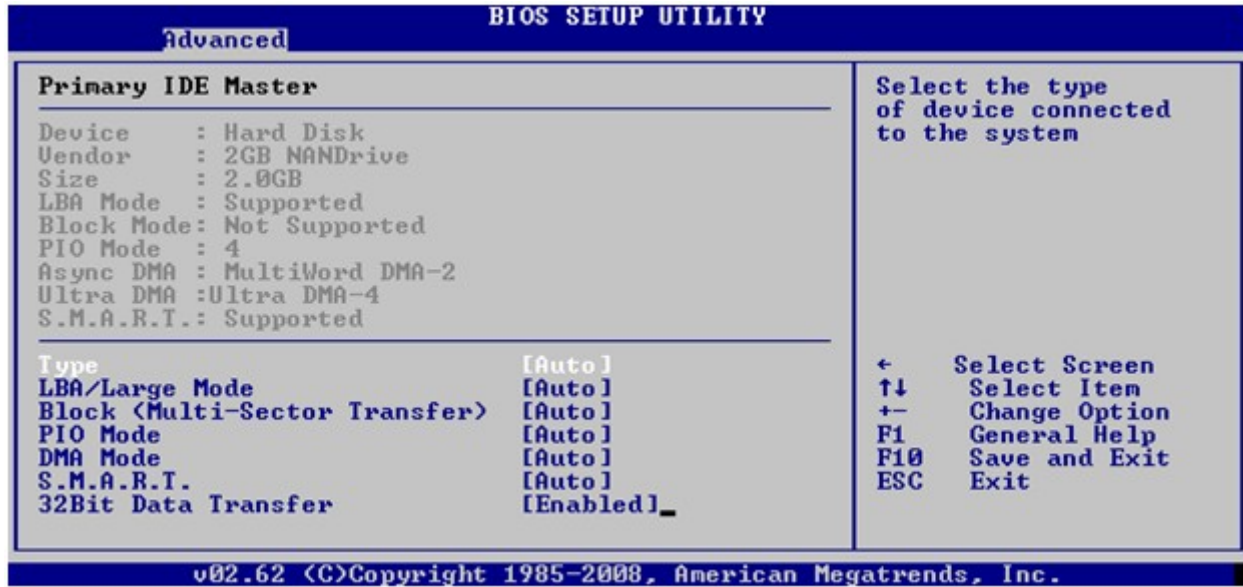 BIOS SETUP UTILITY
Advanced
Primary IDE Master
Device : Hard Disk
Vendor : 2GB NANDrive
Size : 2.0GB
LBA Mode : Supported
Block Mode: Not Supported
PIO Mode : 4
Async DMA : MultiWord DMA-2
Ultra DMA :Ultra DMA-4
S.M.A.R.T.: Supported
Type [Auto]
LBA/Large Mode [Auto]
Block (Multi-Sector Transfer) [Auto]
PIO Mode [Auto]
DMA Mode [Auto]
S.M.A.R.T. [Auto]
32Bit Data Transfer [Enabled]
Select the type
of device connected
to the system
← Select Screen
↑↓ Select Item
+- Change Option
F1 General Help
F10 Save and Exit
ESC Exit
v02.62 (C)Copyright 1985-2008, American Megatrends, Inc.